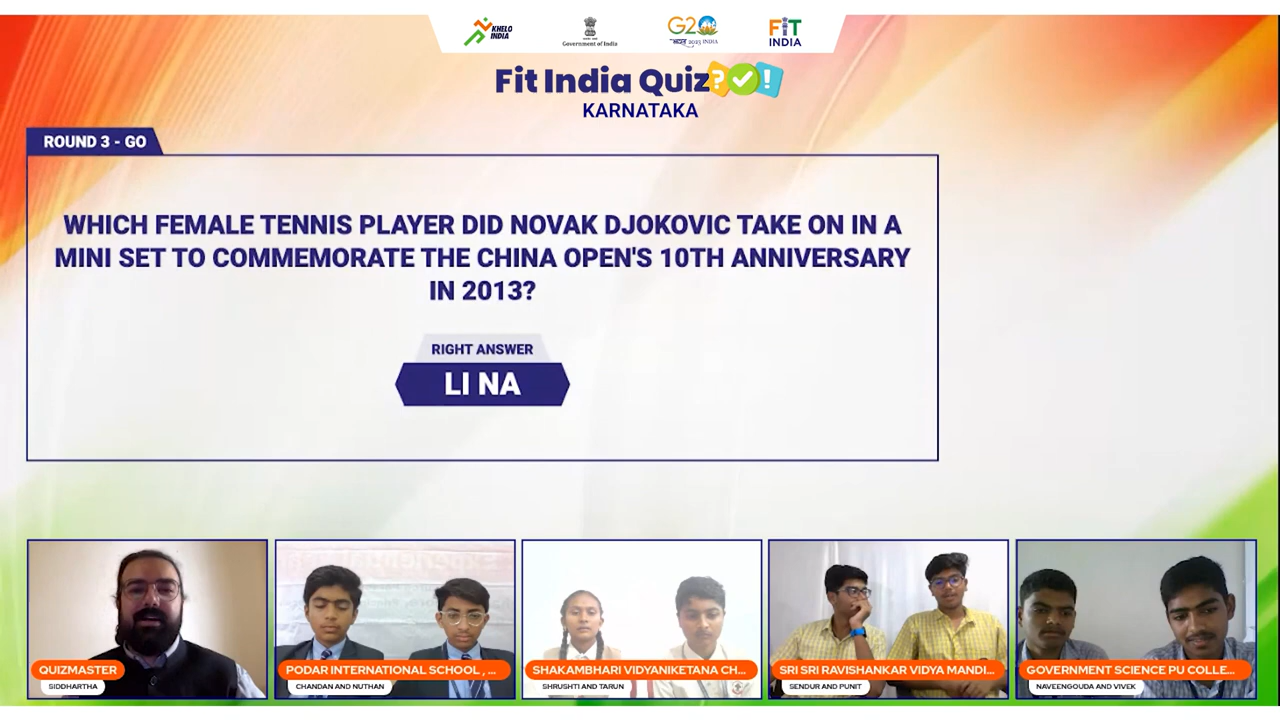 KHELO
INDIA
Government of India
G20
2023 INDIA
FIT
INDIA
Fit India Quiz?!
KARNATAKA
ROUND 3 - GO
WHICH FEMALE TENNIS PLAYER DID NOVAK DJOKOVIC TAKE ON IN A
MINI SET TO COMMEMORATE THE CHINA OPEN'S 10TH ANNIVERSARY
IN 2013?
RIGHT ANSWER
LI NA
QUIZMASTER
SIDDHARTHA
PODAR INTERNATIONAL SCHOOL , ...
CHANDAN AND NUTHAN
SHAKAMBHARI VIDYANIKETANA CH...
SHRUSHTI AND TARUN
SRI SRI RAVISHANKAR VIDYA MANDI...
SENDUR AND PUNIT
GOVERNMENT SCIENCE PU COLLE...
NAVEENGOUDA AND VIVEK